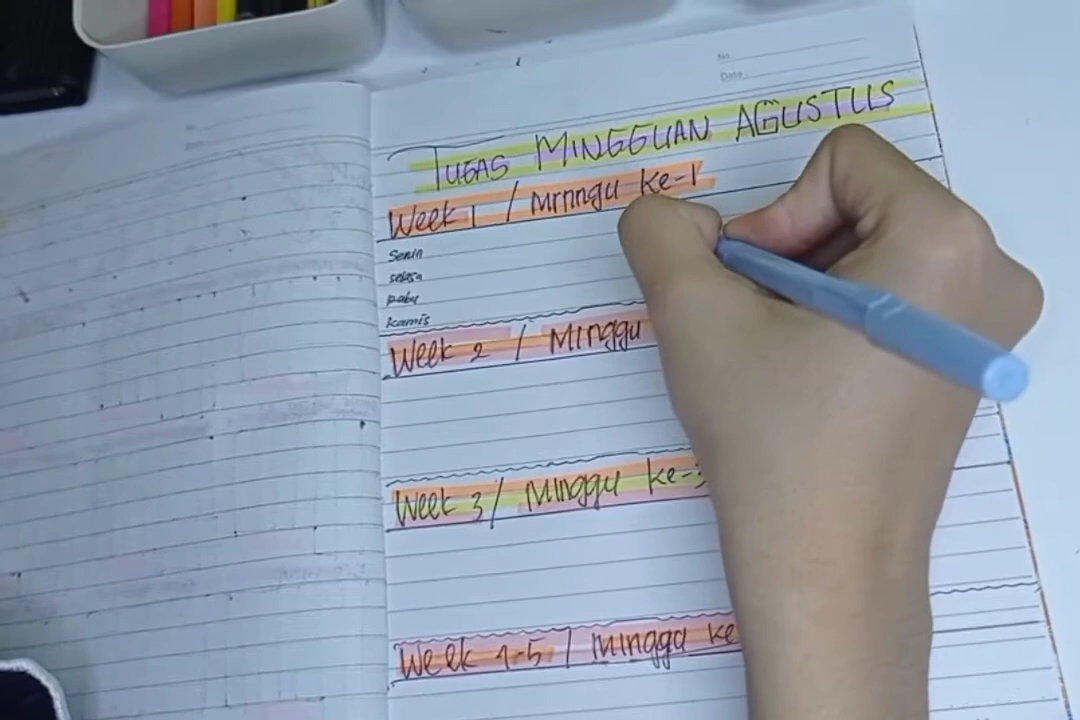 No.
Date
TUGAS MINGGUAN AGUSTUS
Week 1 / Minggu ke-1
Senin
selasa
rabu
kamis
Week 2 / Minggu
Week 3 / Minggu ke-3
Week 4-5 / Minggu ke